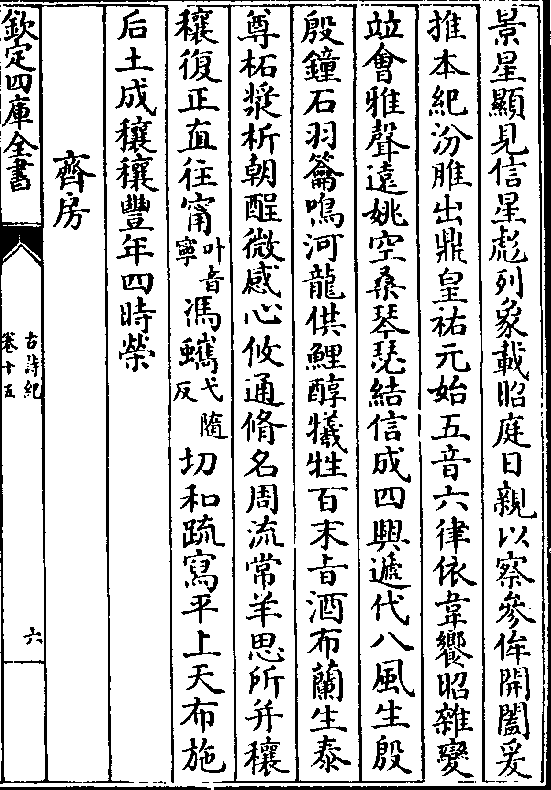 景星顯見信星彪列象載昭庭日親以察參侔開闔爰
推本紀汾脽出鼎皇祐元始五音六律依韋饗昭雜變
竝會雅聲遠姚空桑琴瑟結信成四興遞代八風生殷
殷鐘石羽籥鳴河龍供鯉醇犧牲百末旨酒布蘭生泰
尊柘漿析朝酲微感心攸通脩名周流常羊思所并穰
穰復正直往甯叶音寧馮蠵弋隨反切和疏寫平上天布施
后土成穰穰豐年四時榮
齊房
欽定四庫全書
古詩紀
卷十五
六